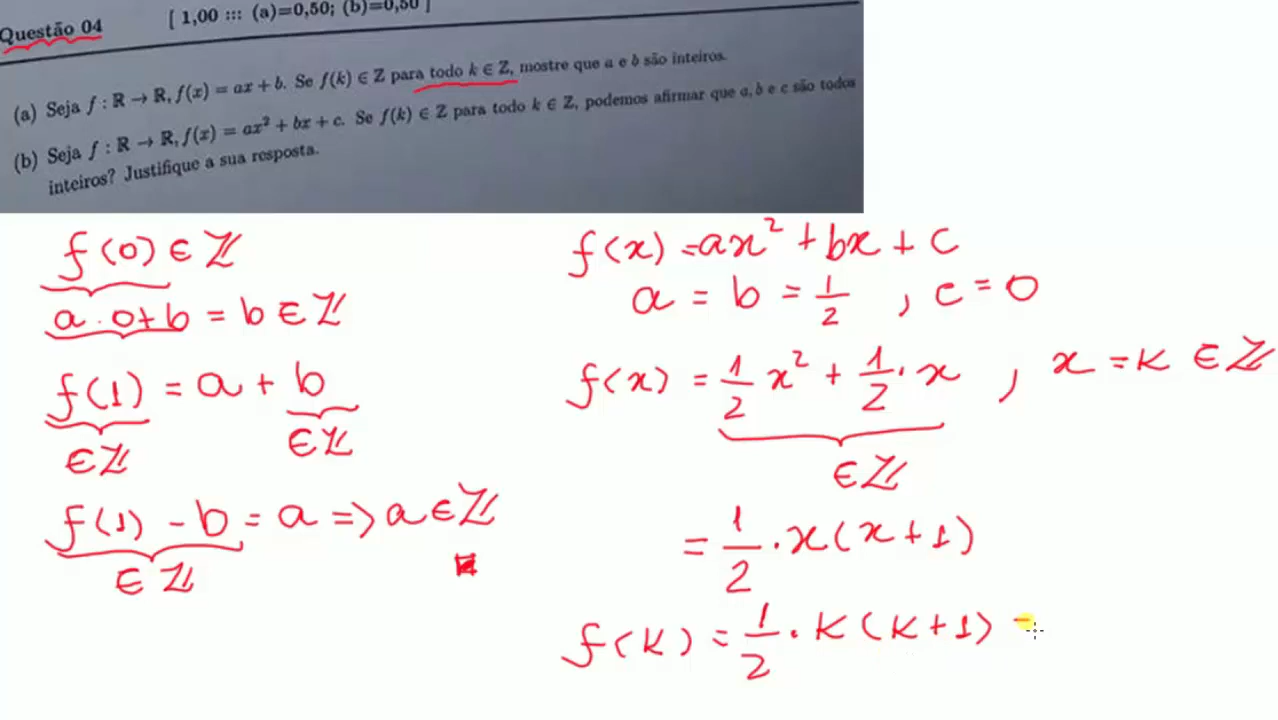 Questão 04 [ 1,00 ::: (a)=0,50; (b)=0,50 ]
(a) Seja f : ℝ → ℝ, f(x) = ax + b. Se f(k) ∈ ℤ para todo k ∈ ℤ, mostre que a e b são inteiros.
(b) Seja f : ℝ → ℝ, f(x) = ax² + bx + c. Se f(k) ∈ ℤ para todo k ∈ ℤ, podemos afirmar que a, b e c são todos
inteiros? Justifique a sua resposta.
f(0) ∈ ℤ
a · 0 + b = b ∈ ℤ
f(1) = a + b
∈ ℤ ∈ ℤ
f(1) - b = a => a ∈ ℤ
∈ ℤ
f(x) = ax² + bx + c
a = b = 1/2 , c = 0
f(x) = 1/2 x² + 1/2 · x , x = k ∈ ℤ
∈ ℤ
= 1/2 · x(x+1)
f(k) = 1/2 · k(k+1) =